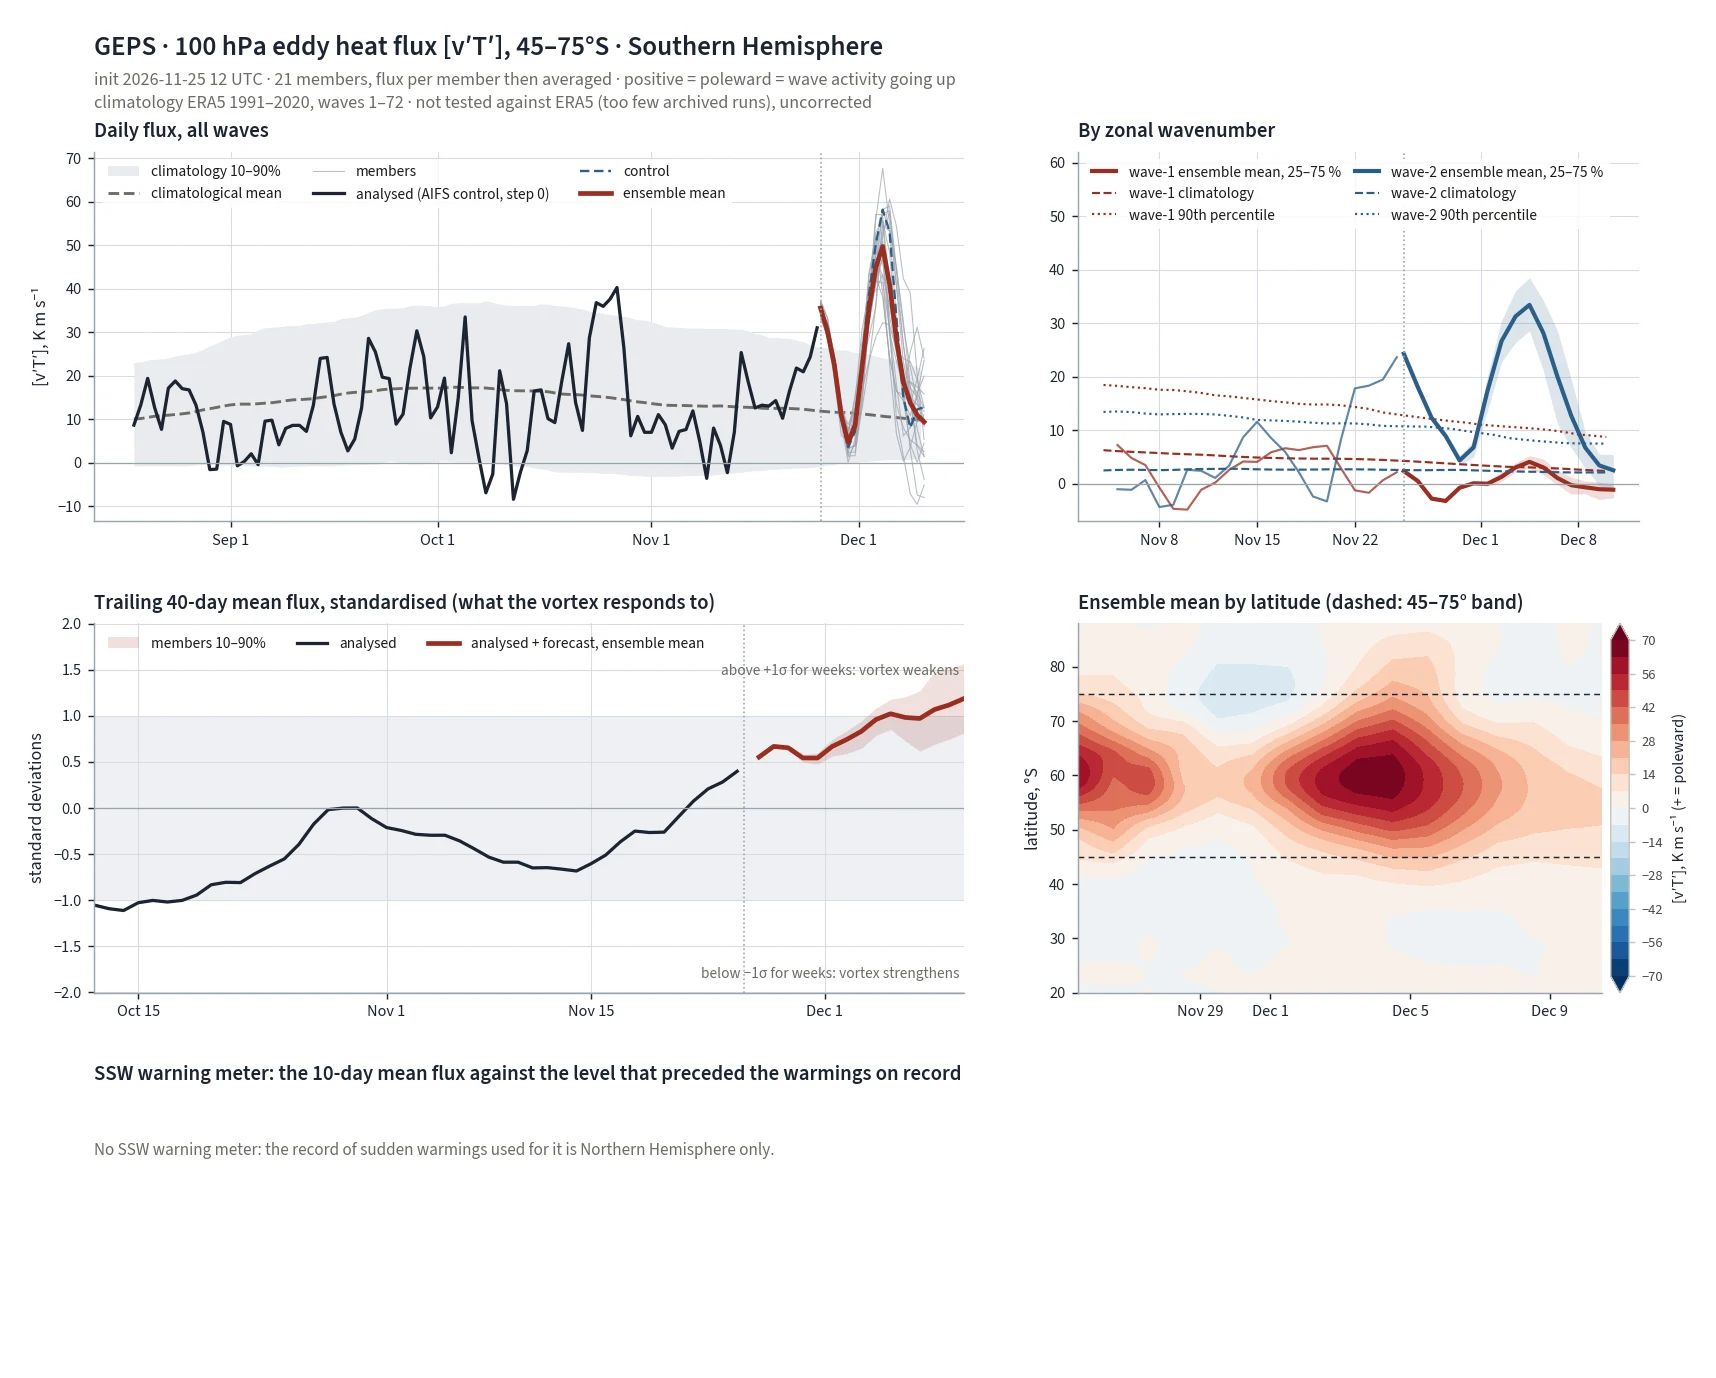 GEPS · 100 hPa eddy heat flux [v′T′], 45–75°S · Southern Hemisphere
init 2026-11-25 12 UTC · 21 members, flux per member then averaged · positive = poleward = wave activity going up
climatology ERA5 1991–2020, waves 1–72 · not tested against ERA5 (too few archived runs), uncorrected
Daily flux, all waves
climatology 10–90%
climatological mean
members
analysed (AIFS control, step 0)
control
ensemble mean
[v′T′], K m s⁻¹
70
60
50
40
30
20
10
0
−10
Sep 1
Oct 1
Nov 1
Dec 1
By zonal wavenumber
wave-1 ensemble mean, 25–75 %
wave-1 climatology
wave-1 90th percentile
wave-2 ensemble mean, 25–75 %
wave-2 climatology
wave-2 90th percentile
60
50
40
30
20
10
0
Nov 8
Nov 15
Nov 22
Dec 1
Dec 8
Trailing 40-day mean flux, standardised (what the vortex responds to)
members 10–90%
analysed
analysed + forecast, ensemble mean
above +1σ for weeks: vortex weakens
below −1σ for weeks: vortex strengthens
standard deviations
2.0
1.5
1.0
0.5
0.0
−0.5
−1.0
−1.5
−2.0
Oct 15
Nov 1
Nov 15
Dec 1
Ensemble mean by latitude (dashed: 45–75° band)
latitude, °S
80
70
60
50
40
30
20
Nov 29
Dec 1
Dec 5
Dec 9
70
56
42
28
14
0
−14
−28
−42
−56
−70
[v′T′], K m s⁻¹ (+ = poleward)
SSW warning meter: the 10-day mean flux against the level that preceded the warmings on record
No SSW warning meter: the record of sudden warmings used for it is Northern Hemisphere only.